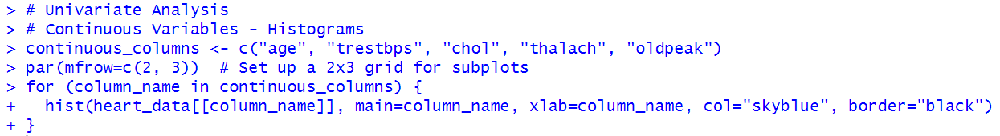 > # Univariate Analysis
> # Continuous Variables - Histograms
> continuous_columns <- c("age", "trestbps", "chol", "thalach", "oldpeak")
> par(mfrow=c(2, 3))  # Set up a 2x3 grid for subplots
> for (column_name in continuous_columns) {
+   hist(heart_data[[column_name]], main=column_name, xlab=column_name, col="skyblue", border="black")
+ }